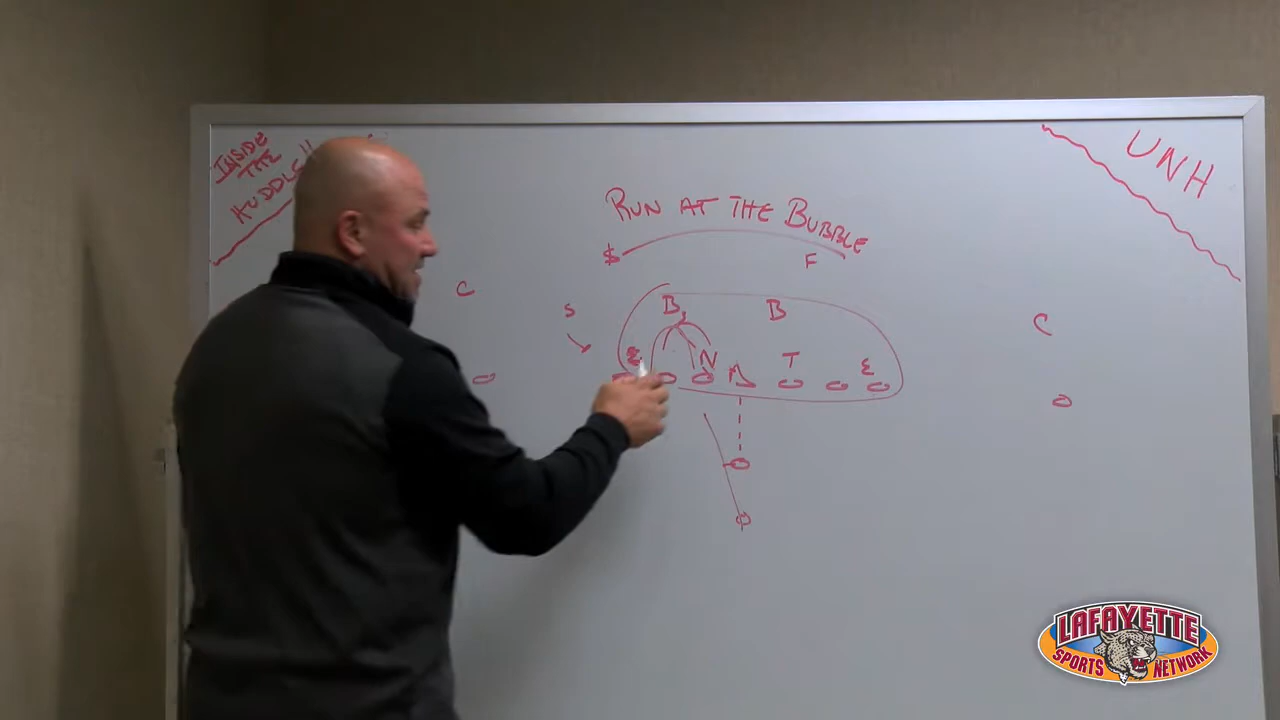 INSIDE
THE
HUDDLE!!
UNH
RUN AT THE BUBBLE
$
F
C
S
B
B
C
E
N
T
E
LAFAYETTE
SPORTS NETWORK